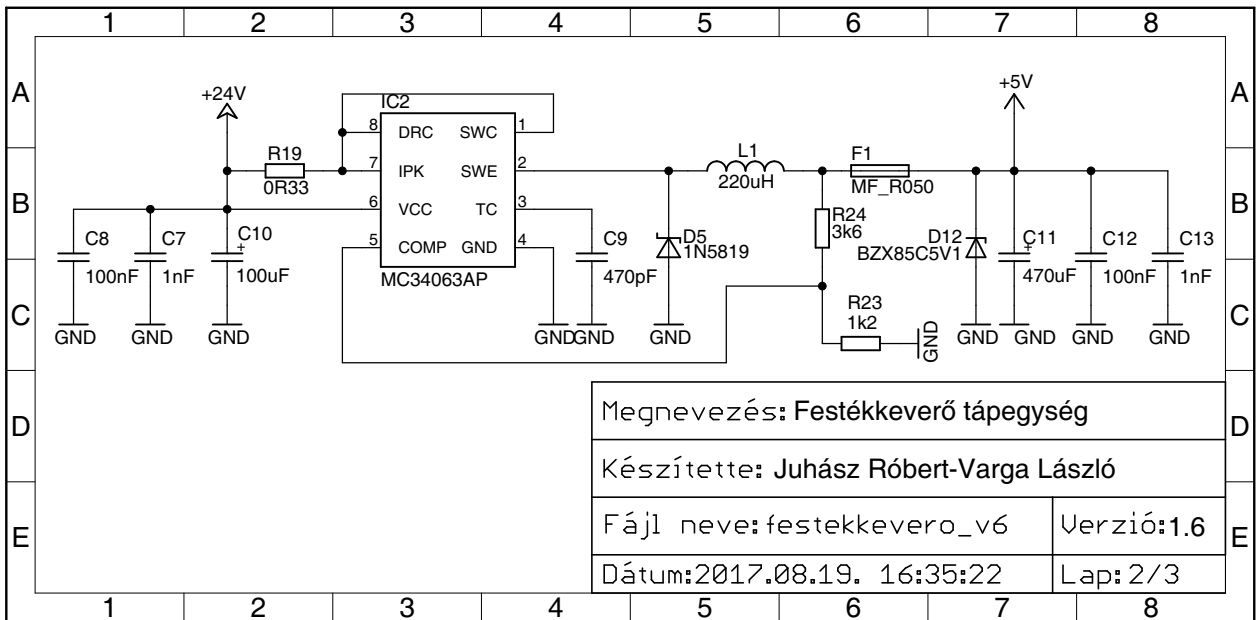 1 2 3 4 5 6 7 8
A A
+24V +5V
IC2
8 DRC SWC 1
R19 L1 F1
7 IPK SWE 2
0R33 220uH MF_R050
B B
6 VCC TC 3
R24
3k6
C8 C7 C10 + 5 COMP GND 4 C9 D5 D12 C11 + C12 C13
1N5819 BZX85C5V1
100nF 1nF 100uF MC34063AP 470pF 470uF 100nF 1nF
R23
1k2
C C
GND GND GND GND GND GND GND GND GND GND GND
D D
Megnevezés: Festékkeverő tápegység
Készítette: Juhász Róbert-Varga László
E E
Fájl neve:festekkevero_v6 Verzió:1.6
Dátum:2017.08.19. 16:35:22 Lap:2/3
1 2 3 4 5 6 7 8